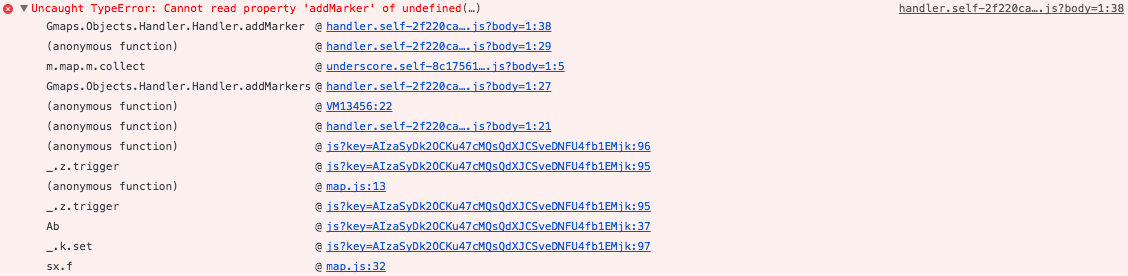 Uncaught TypeError: Cannot read property 'addMarker' of undefined(…) handler.self-2f220ca….js?body=1:38
Gmaps.Objects.Handler.Handler.addMarker @ handler.self-2f220ca….js?body=1:38
(anonymous function) @ handler.self-2f220ca….js?body=1:29
m.map.m.collect @ underscore.self-8c17561….js?body=1:5
Gmaps.Objects.Handler.Handler.addMarkers @ handler.self-2f220ca….js?body=1:27
(anonymous function) @ VM13456:22
(anonymous function) @ handler.self-2f220ca….js?body=1:21
(anonymous function) @ js?key=AIzaSyDk2OCKu47cMQsQdXJCSveDNFU4fb1EMjk:96
_.z.trigger @ js?key=AIzaSyDk2OCKu47cMQsQdXJCSveDNFU4fb1EMjk:95
(anonymous function) @ map.js:13
_.z.trigger @ js?key=AIzaSyDk2OCKu47cMQsQdXJCSveDNFU4fb1EMjk:95
Ab @ js?key=AIzaSyDk2OCKu47cMQsQdXJCSveDNFU4fb1EMjk:37
_.k.set @ js?key=AIzaSyDk2OCKu47cMQsQdXJCSveDNFU4fb1EMjk:97
sx.f @ map.js:32